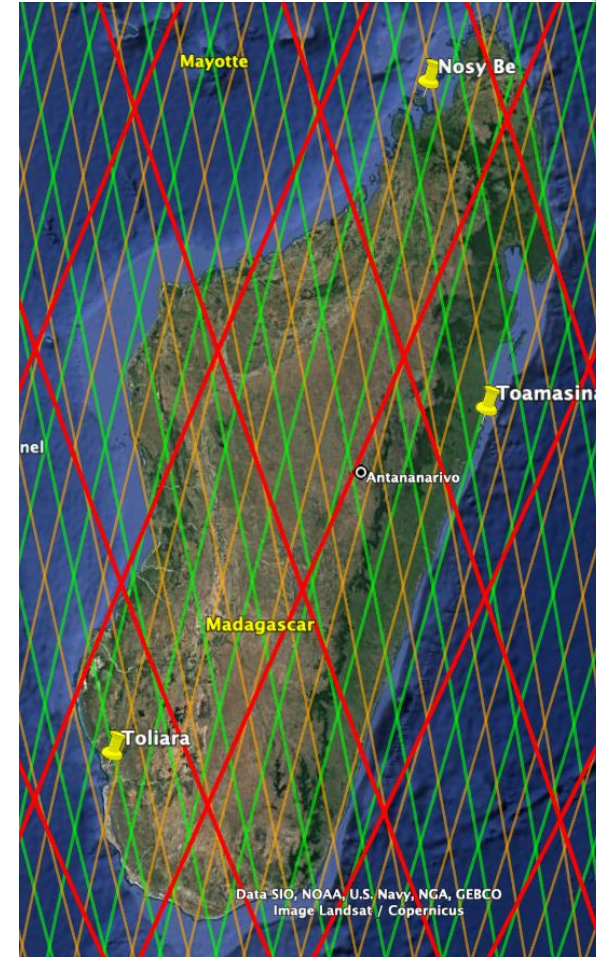 Mayotte
Nosy Be
Toamasina
nel
Antananarivo
Madagascar
Toliara
Data SIO, NOAA, U.S. Navy, NGA, GEBCO
Image Landsat / Copernicus